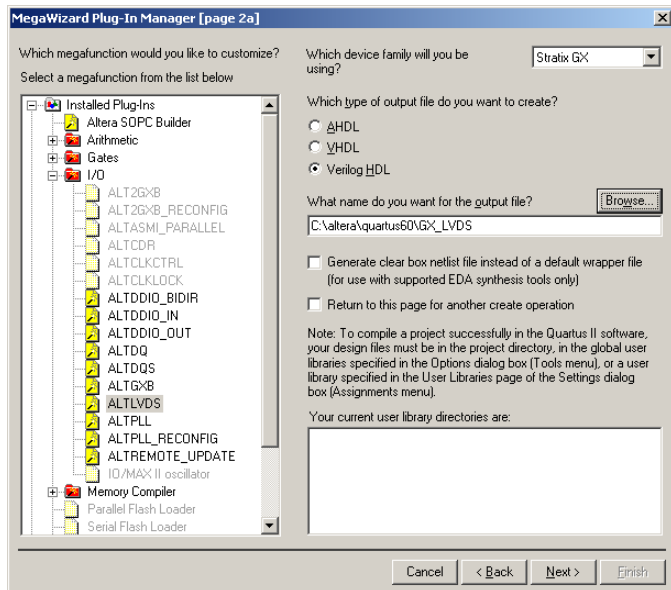 MegaWizard Plug-In Manager [page 2a]
Which megafunction would you like to customize?
Select a megafunction from the list below
Installed Plug-Ins
Altera SOPC Builder
Arithmetic
Gates
I/O
ALT2GXB
ALT2GXB_RECONFIG
ALTASMI_PARALLEL
ALTCDR
ALTCLKCTRL
ALTCLKLOCK
ALTDDIO_BIDIR
ALTDDIO_IN
ALTDDIO_OUT
ALTDQ
ALTDQS
ALTGXB
ALTLVDS
ALTPLL
ALTPLL_RECONFIG
ALTREMOTE_UPDATE
IO/MAX II oscillator
Memory Compiler
Parallel Flash Loader
Serial Flash Loader
Which device family will you be
using?
Stratix GX
Which type of output file do you want to create?
AHDL
VHDL
Verilog HDL
What name do you want for the output file?
Browse...
C:\altera\quartus60\GX_LVDS
Generate clear box netlist file instead of a default wrapper file
(for use with supported EDA synthesis tools only)
Return to this page for another create operation
Note: To compile a project successfully in the Quartus II software,
your design files must be in the project directory, in the global user
libraries specified in the Options dialog box (Tools menu), or a user
library specified in the User Libraries page of the Settings dialog
box (Assignments menu).
Your current user library directories are:
Cancel
< Back
Next >
Finish